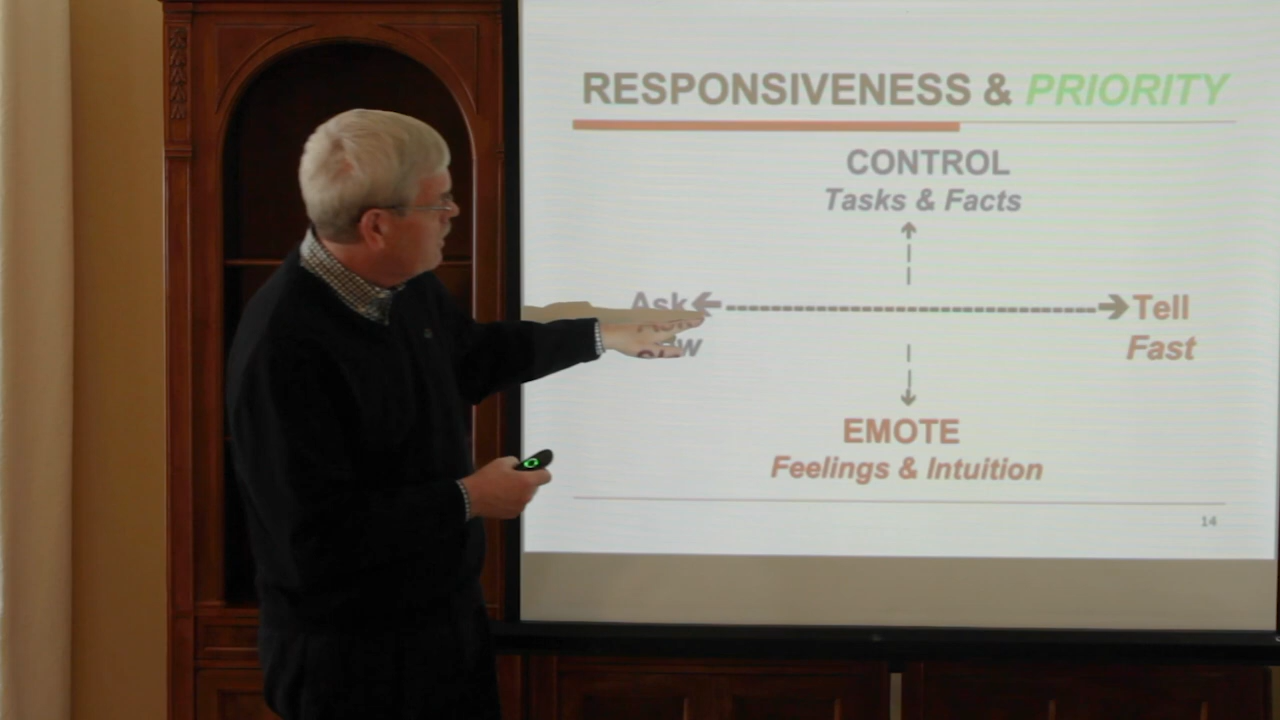 RESPONSIVENESS & PRIORITY
CONTROL
Tasks & Facts
Ask
Tell
Fast
EMOTE
Feelings & Intuition
14